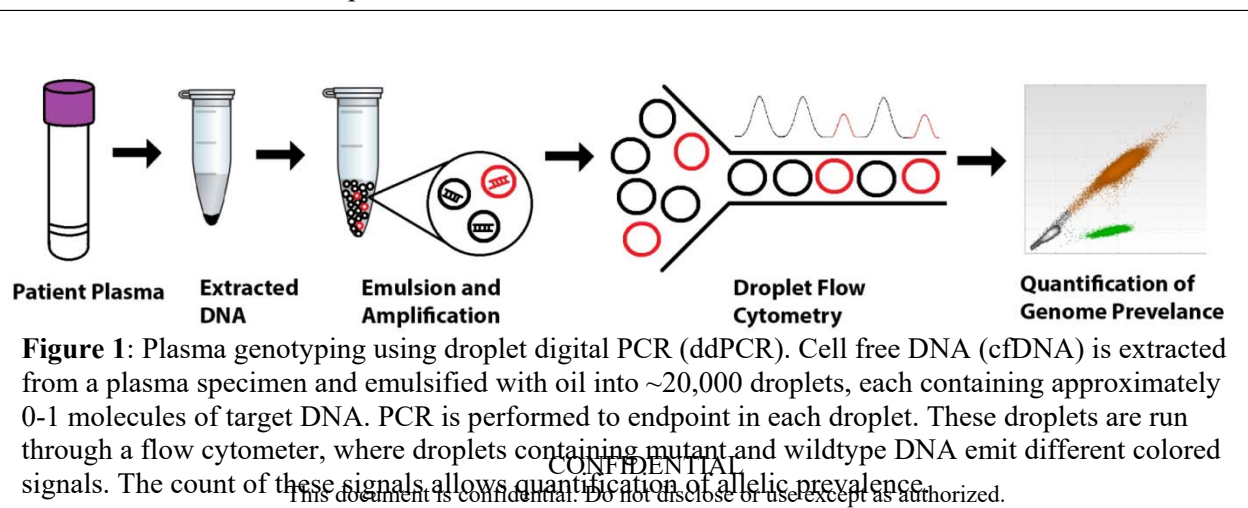 Patient Plasma
Extracted
DNA
Emulsion and
Amplification
Droplet Flow
Cytometry
Quantification of
Genome Prevelance
Figure 1: Plasma genotyping using droplet digital PCR (ddPCR). Cell free DNA (cfDNA) is extracted
from a plasma specimen and emulsified with oil into ~20,000 droplets, each containing approximately
0-1 molecules of target DNA. PCR is performed to endpoint in each droplet. These droplets are run
through a flow cytometer, where droplets containing mutant and wildtype DNA emit different colored
CONFIDENTIAL
signals. The count of these signals allows quantification of allelic prevalence.
This document is confidential. Do not disclose or use except as authorized.